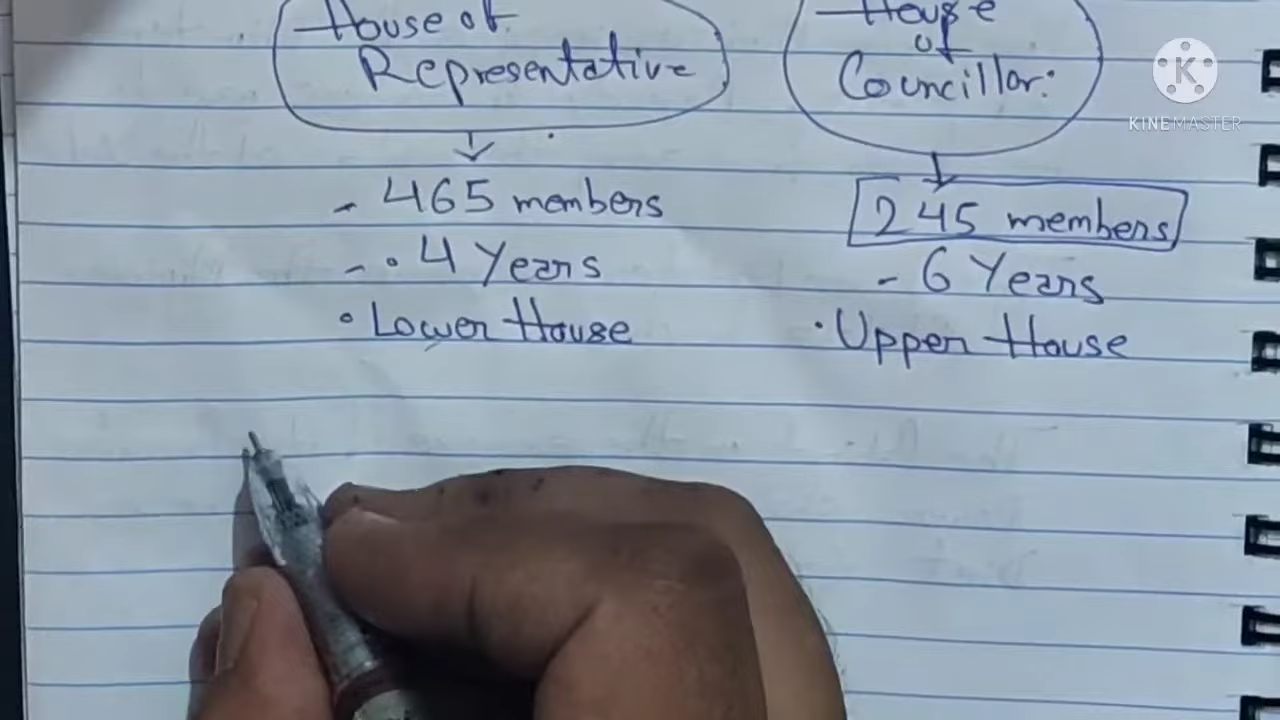 House of
Representative
- 465 members
- • 4 Years
• Lower House
House
of
Councillor:
245 members
- 6 Years
• Upper House
K
KINEMASTER